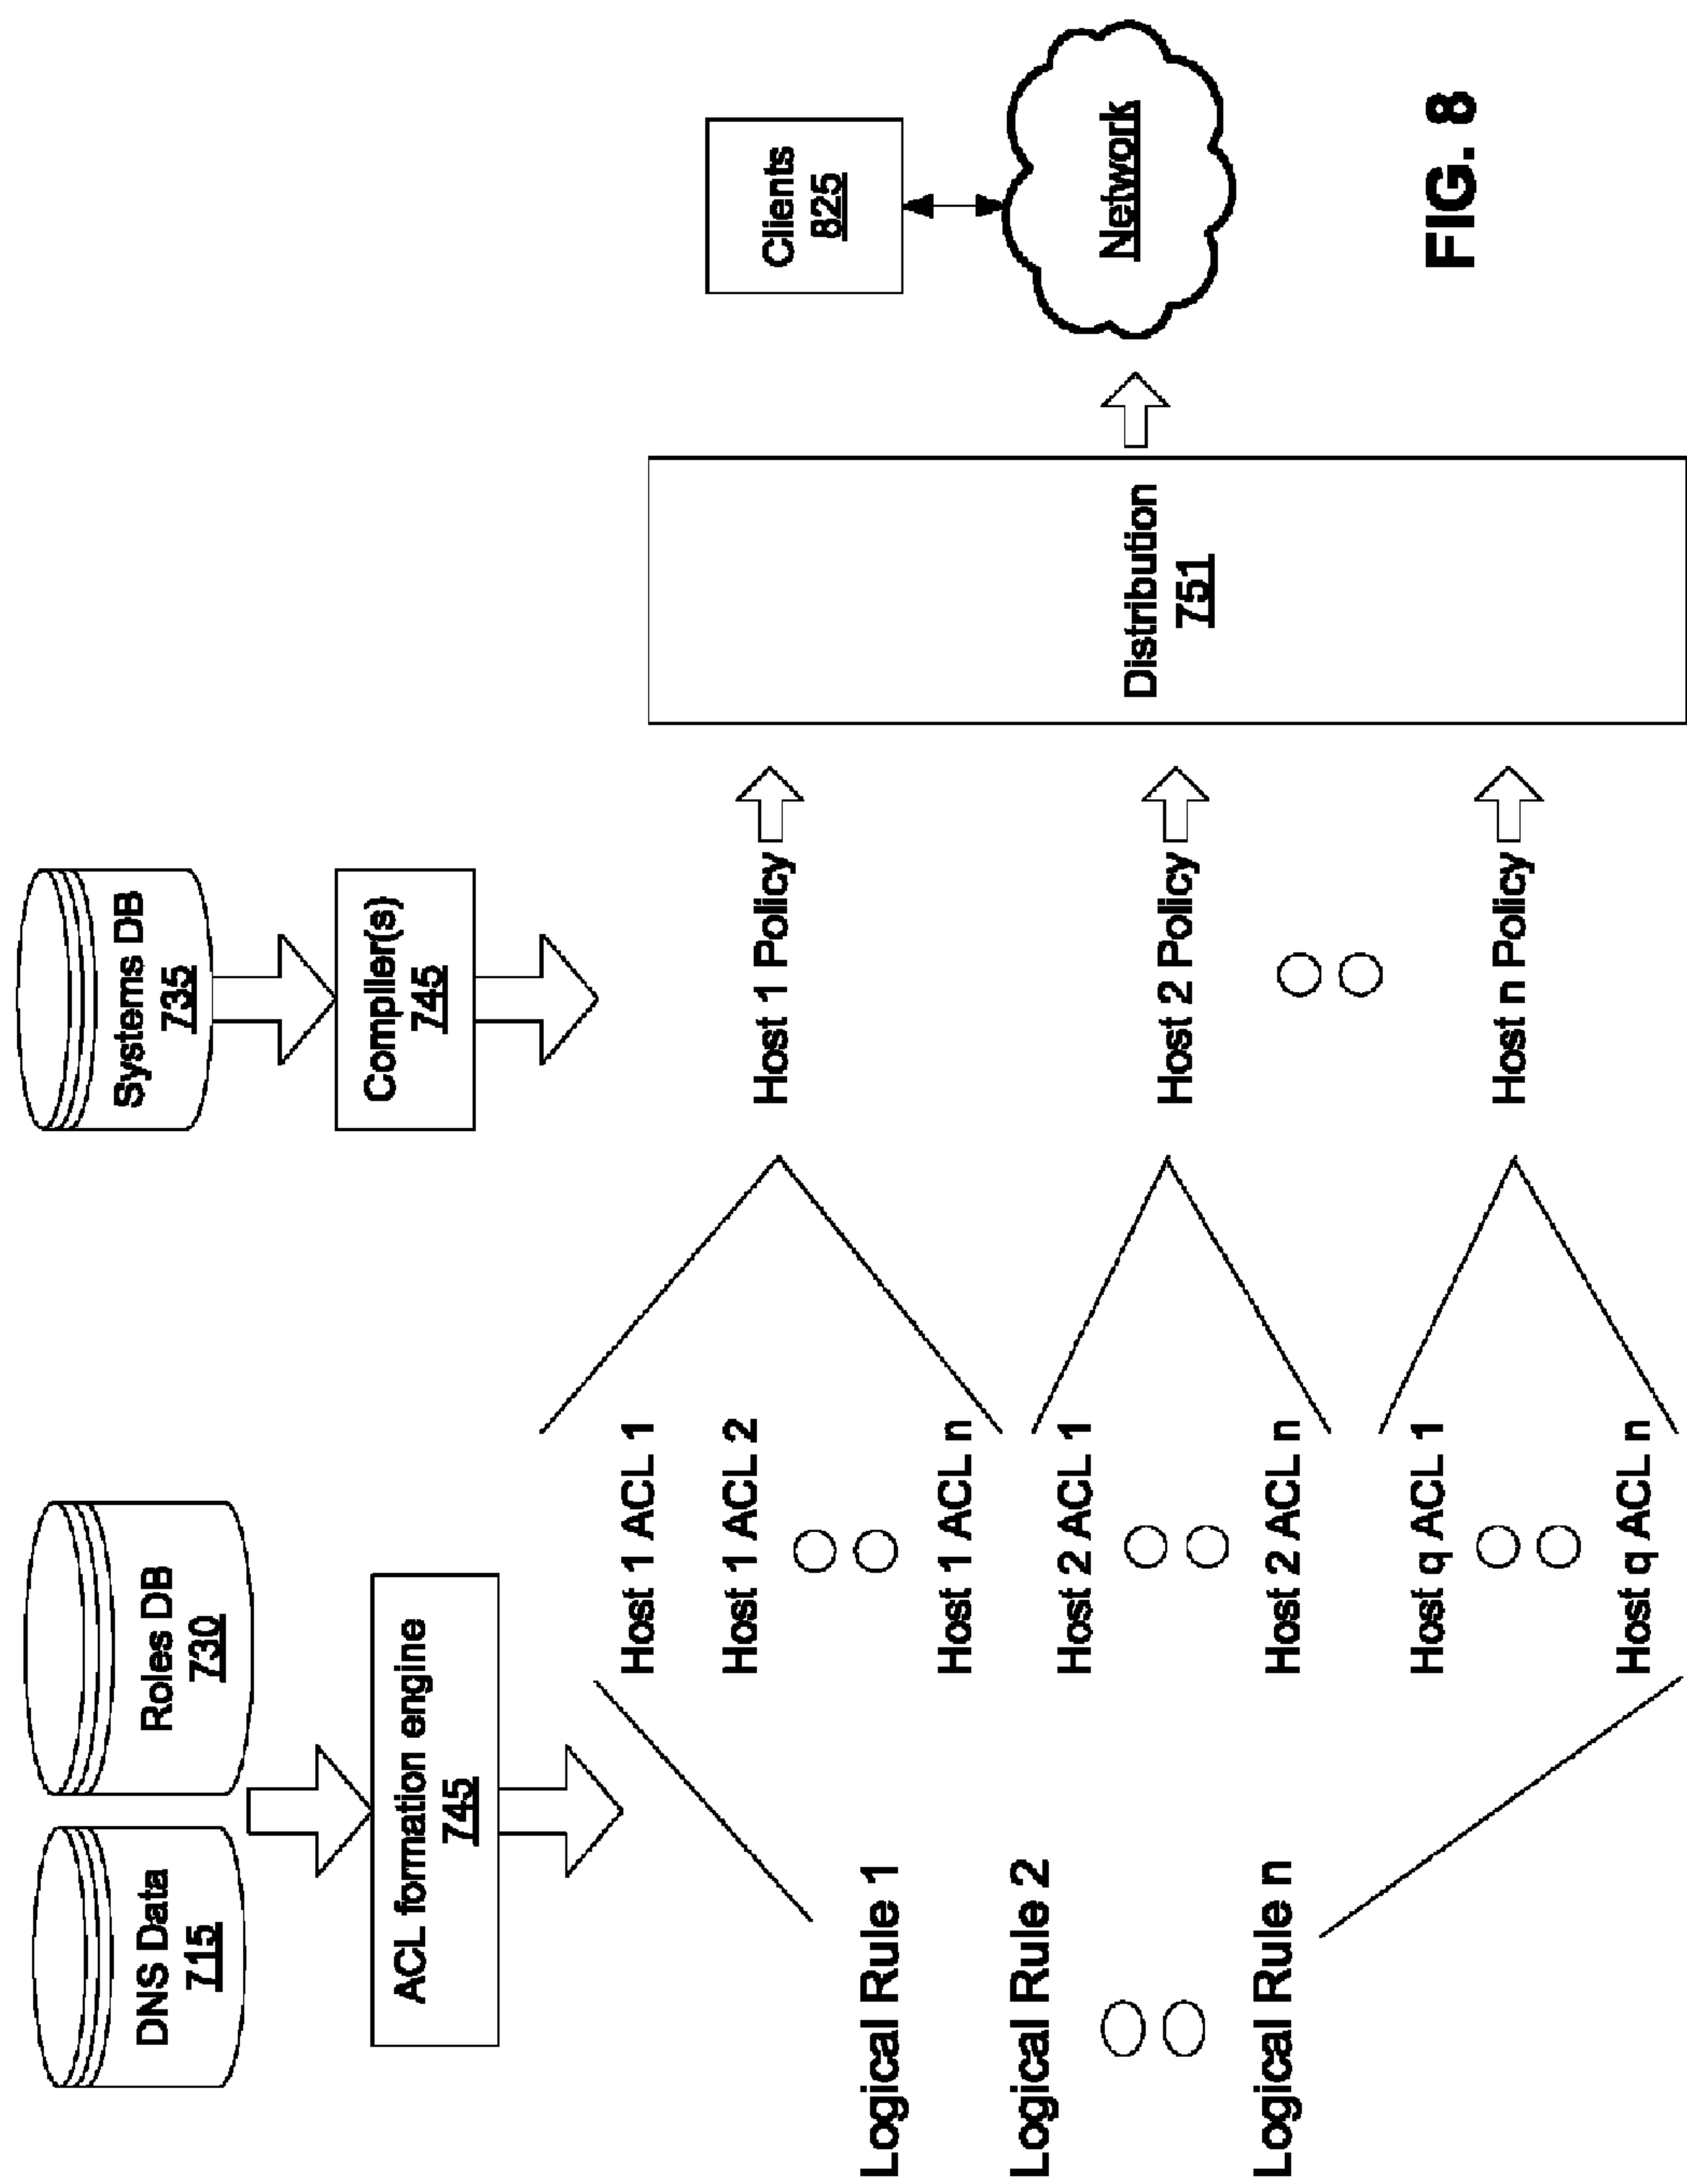 DNS Data
715
Roles DB
730
ACL formation engine
745
Systems DB
735
Compiler(s)
745
Logical Rule 1
Logical Rule 2
Logical Rule n
Host 1 ACL 1
Host 1 ACL 2
Host 1 ACL n
Host 2 ACL 1
Host 2 ACL n
Host q ACL 1
Host q ACL n
Host 1 Policy
Host 2 Policy
Host n Policy
Distribution
751
Clients
825
Network
FIG. 8